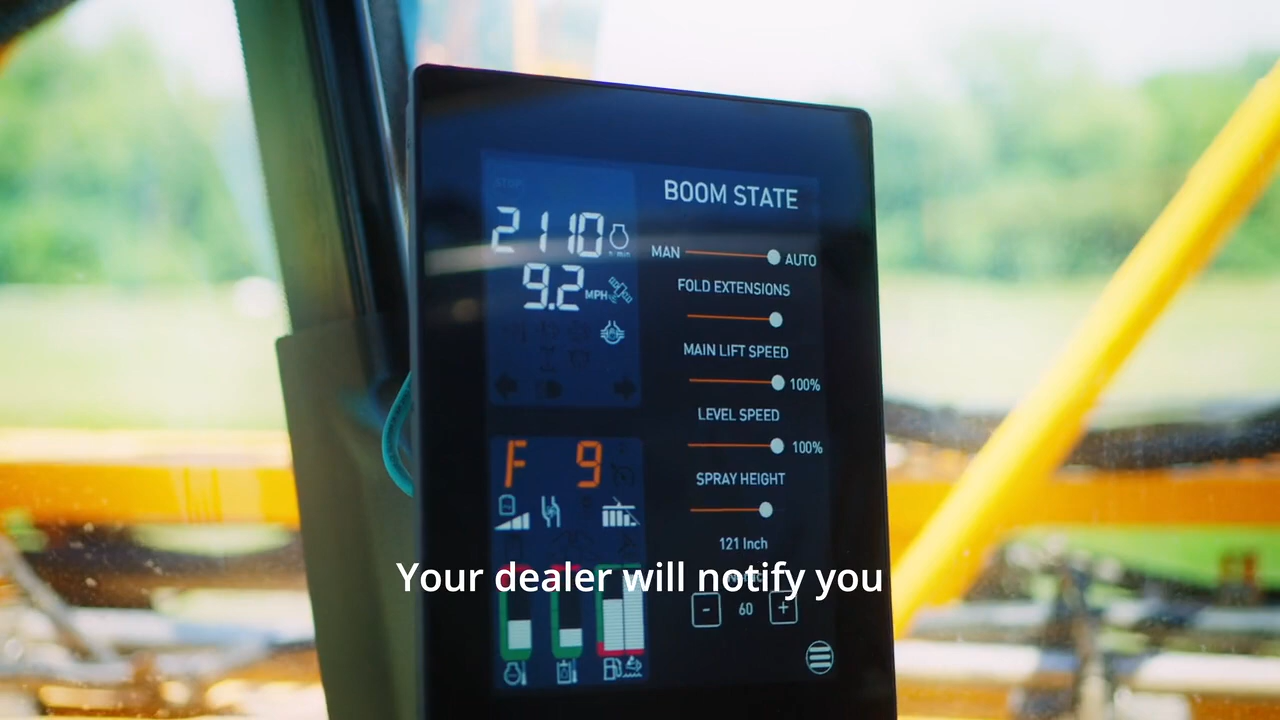 STOP
2110
9.2 MPH
F 9
BOOM STATE
MAN AUTO
FOLD EXTENSIONS
MAIN LIFT SPEED
100%
LEVEL SPEED
100%
SPRAY HEIGHT
121 Inch
- 60 +
Your dealer will notify you